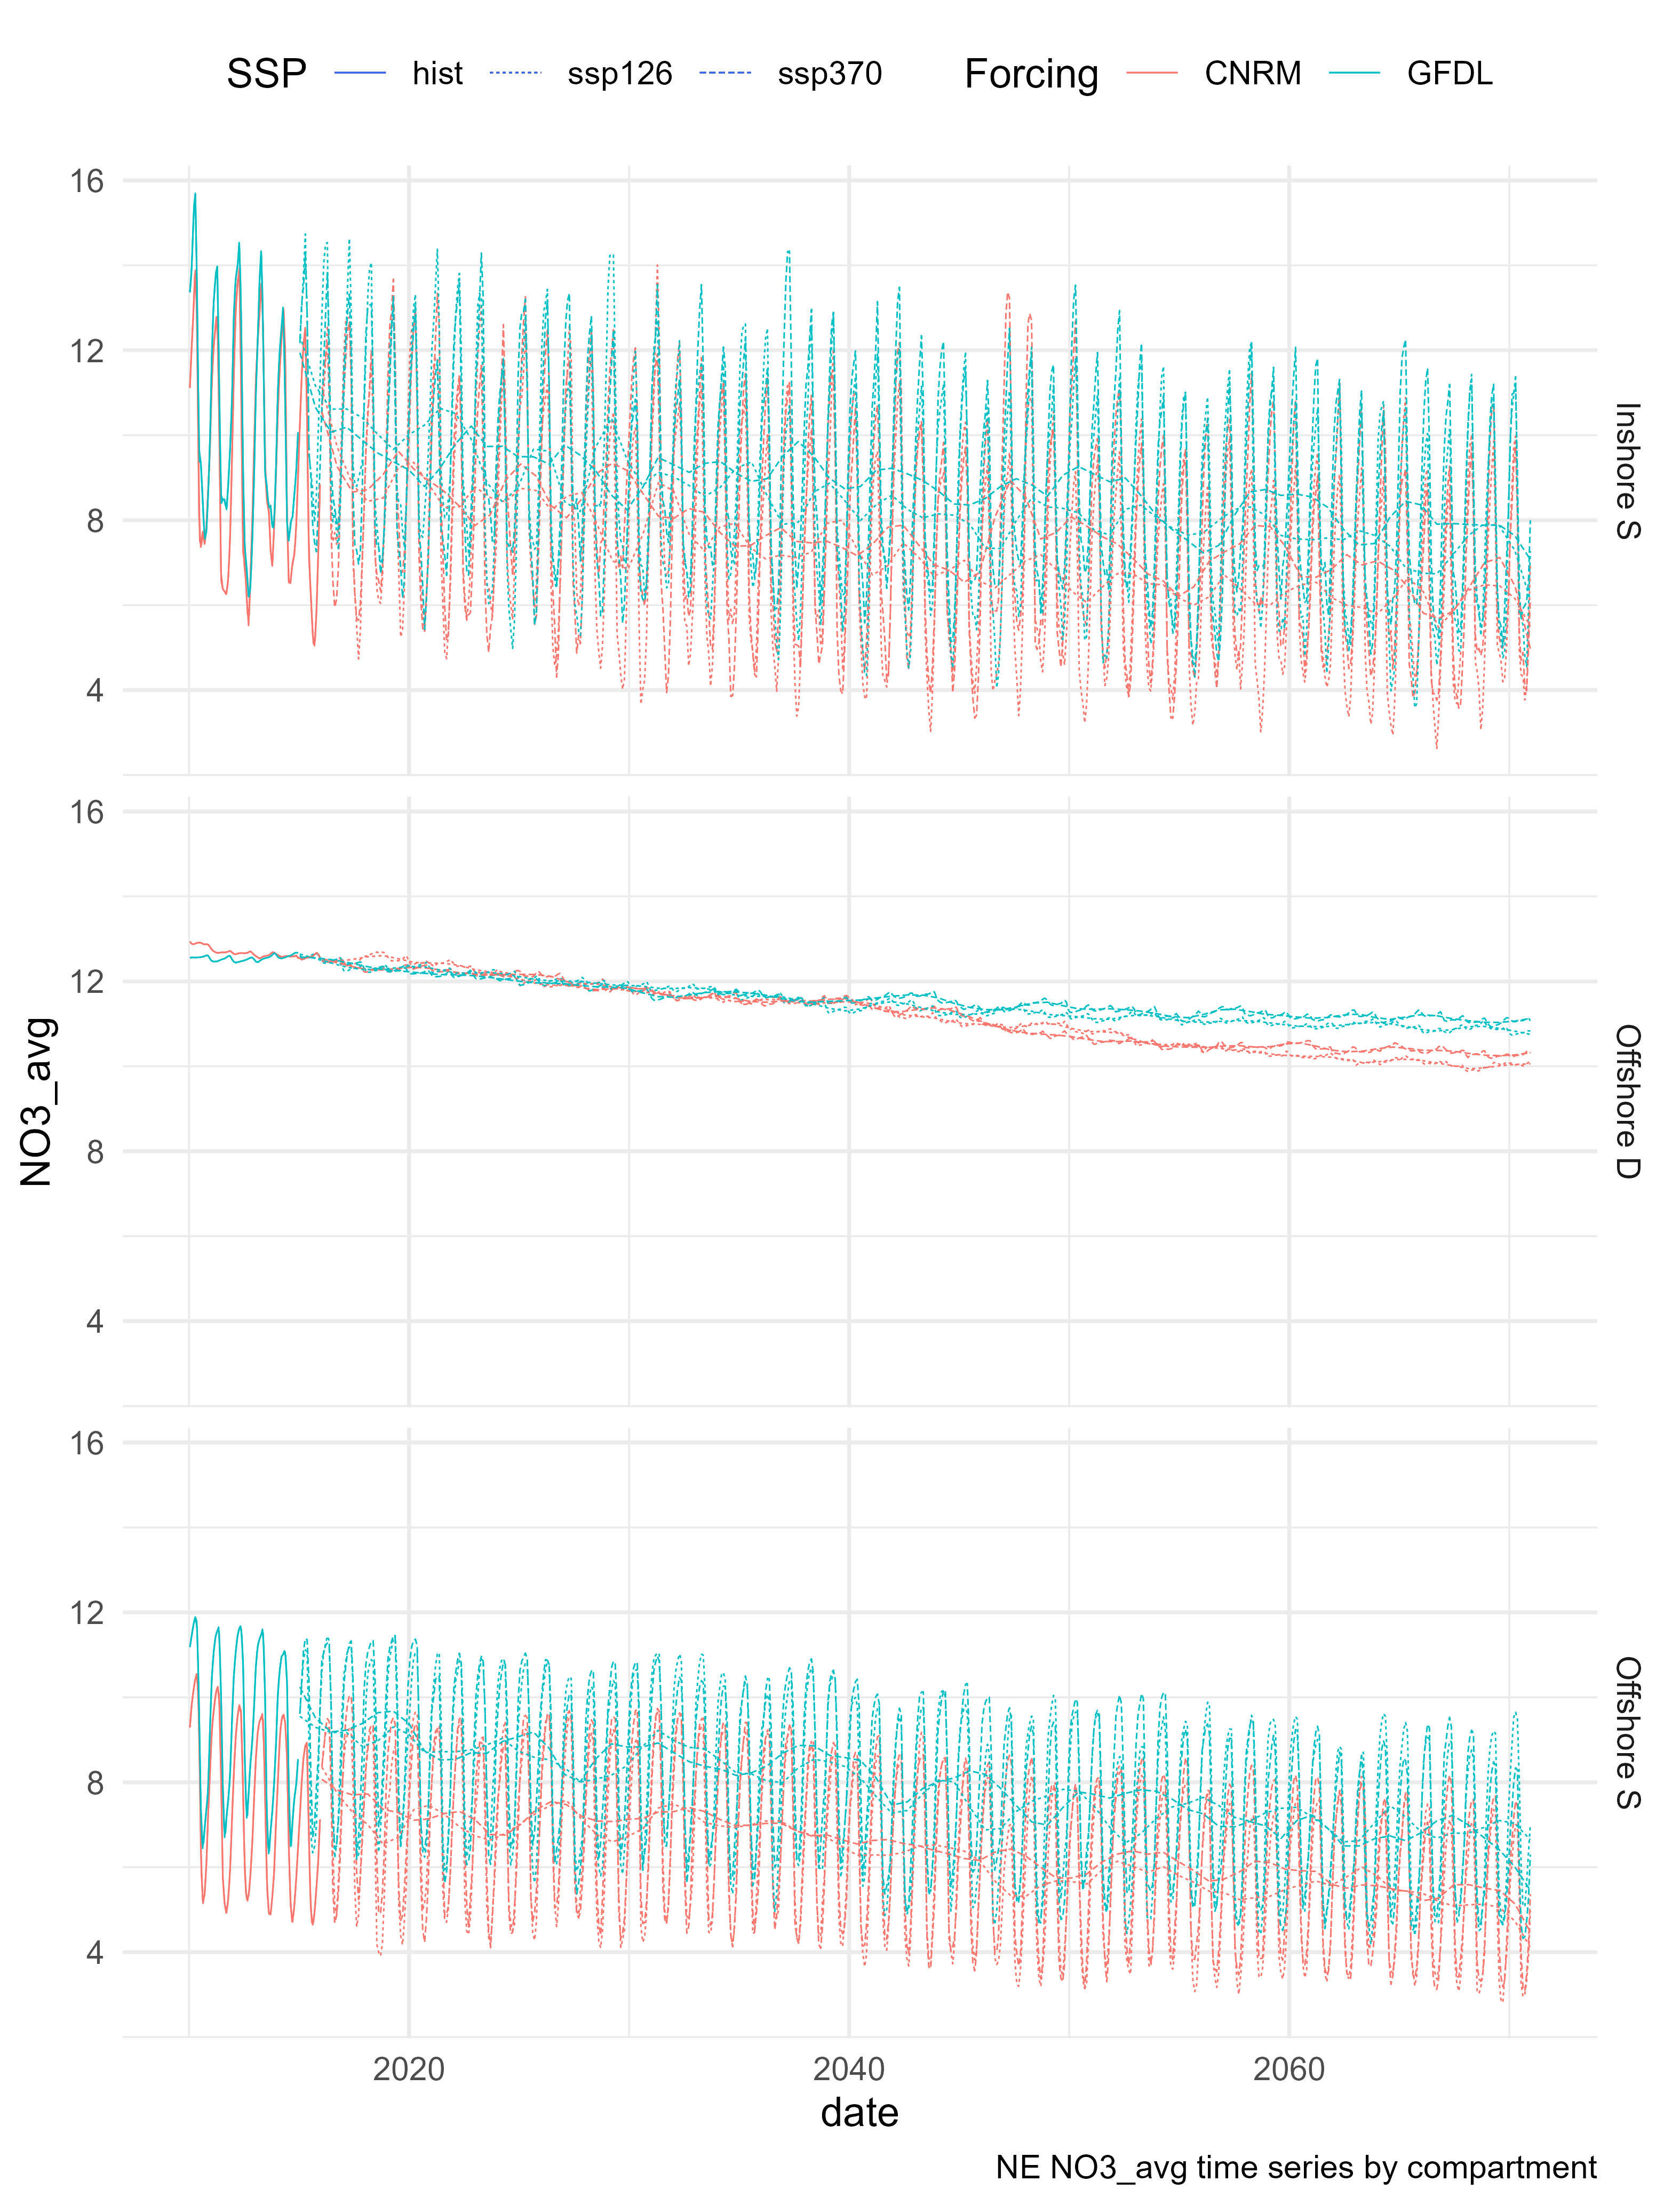 SSP hist ssp126 ssp370 Forcing CNRM GFDL
16
12
8
4
Inshore S
16
12
8
4
Offshore D
16
12
8
4
Offshore S
NO3_avg
2020 2040 2060
date
NE NO3_avg time series by compartment